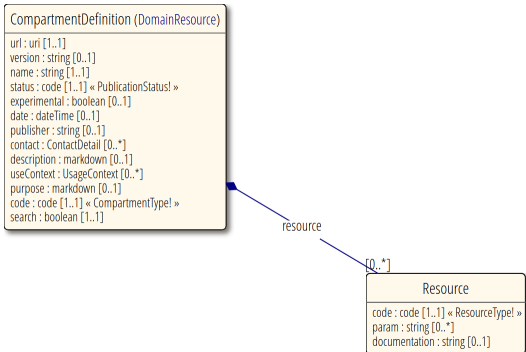 CompartmentDefinition (DomainResource)
url : uri [1..1]
version : string [0..1]
name : string [1..1]
status : code [1..1] « PublicationStatus! »
experimental : boolean [0..1]
date : dateTime [0..1]
publisher : string [0..1]
contact : ContactDetail [0..*]
description : markdown [0..1]
useContext : UsageContext [0..*]
purpose : markdown [0..1]
code : code [1..1] « CompartmentType! »
search : boolean [1..1]
resource
[0..*]
Resource
code : code [1..1] « ResourceType! »
param : string [0..*]
documentation : string [0..1]